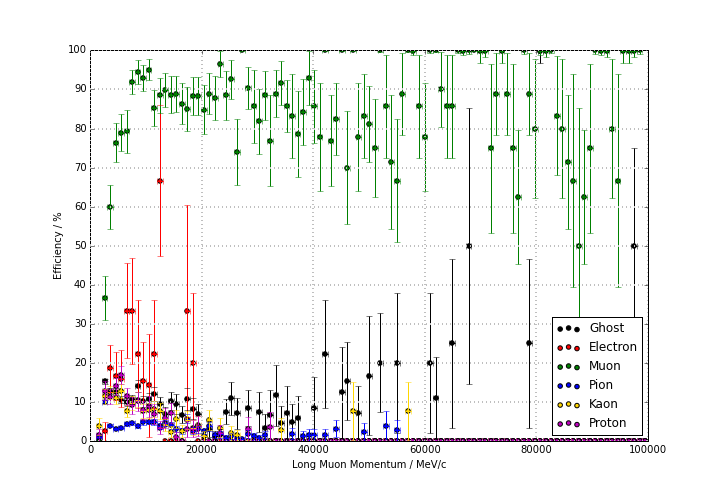 100
90
80
70
60
50
40
30
20
10
0
Efficiency / %
0
20000
40000
60000
80000
100000
Long Muon Momentum / MeV/c
Ghost
Electron
Muon
Pion
Kaon
Proton